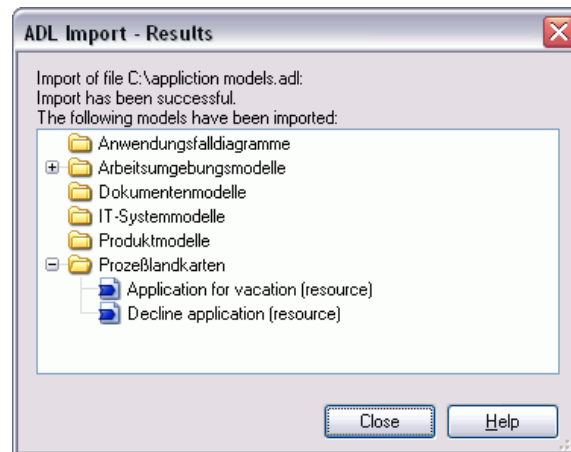 ADL Import - Results
Import of file C:\appliction models.adl:
Import has been successful.
The following models have been imported:
Anwendungsfalldiagramme
Arbeitsumgebungsmodelle
Dokumentenmodelle
IT-Systemmodelle
Produktmodelle
Prozeßlandkarten
Application for vacation (resource)
Decline application (resource)
Close
Help